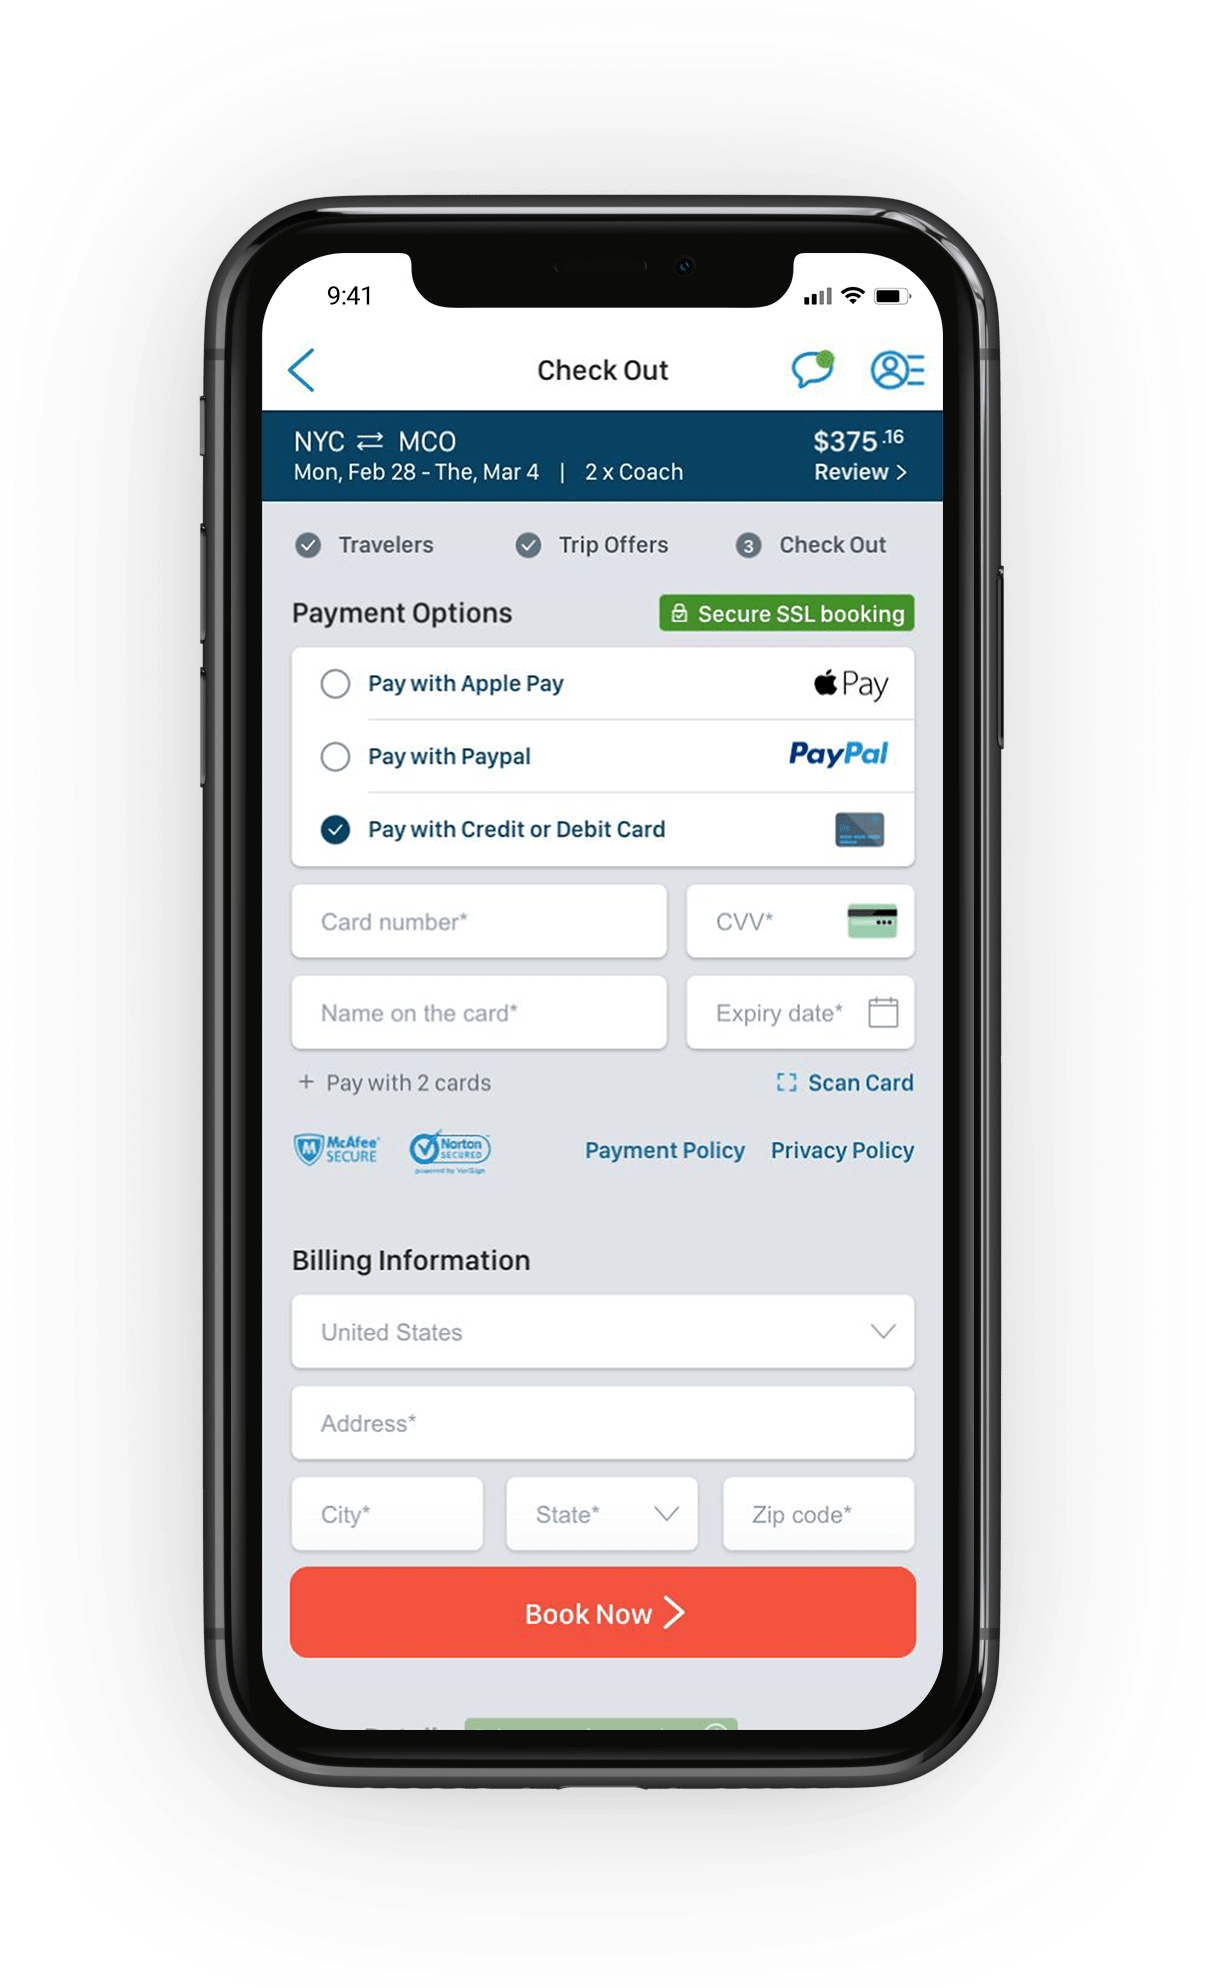 9:41
Check Out
NYC ⇄ MCO $375.16
Mon, Feb 28 - The, Mar 4 | 2 x Coach Review >
Travelers Trip Offers 3 Check Out
Payment Options Secure SSL booking
Pay with Apple Pay Pay
Pay with Paypal PayPal
Pay with Credit or Debit Card
Card number* CVV*
Name on the card* Expiry date*
+ Pay with 2 cards Scan Card
McAfee SECURE Norton SECURED powered by VeriSign Payment Policy Privacy Policy
Billing Information
United States
Address*
City* State* Zip code*
Book Now >